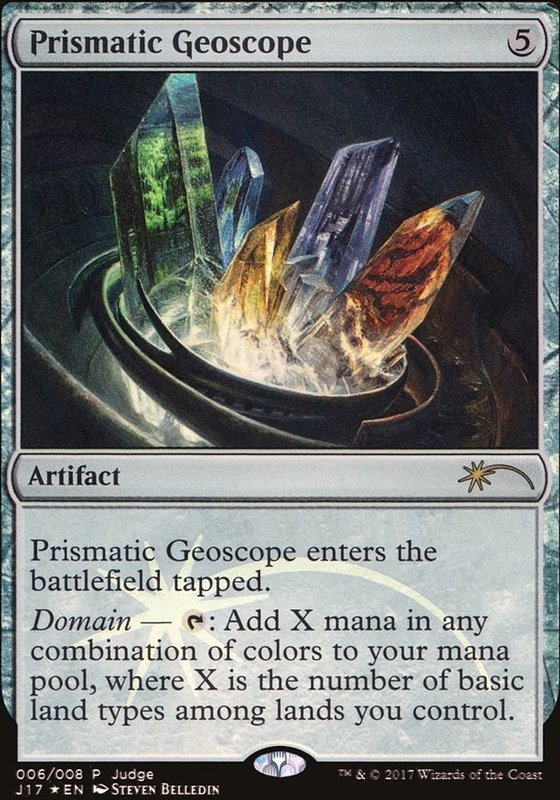 Prismatic Geoscope 5
Artifact
Prismatic Geoscope enters the
battlefield tapped.
Domain — : Add X mana in any
combination of colors to your mana
pool, where X is the number of basic
land types among lands you control.
006/008 P Judge
J17 ★ EN Steven Belledin
™ & © 2017 Wizards of the Coast